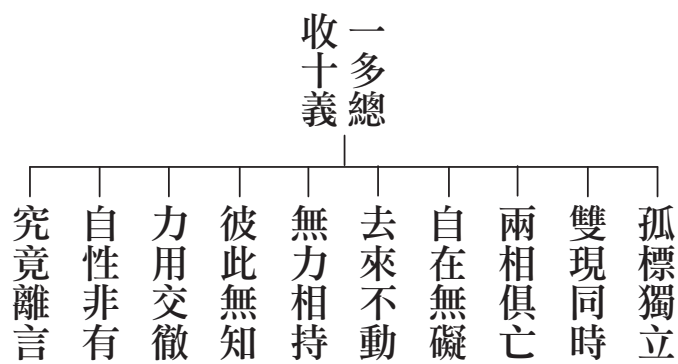 一多總
收十義
孤標獨立
雙現同時
兩相俱亡
自在無礙
去來不動
無力相持
彼此無知
力用交徹
自性非有
究竟離言